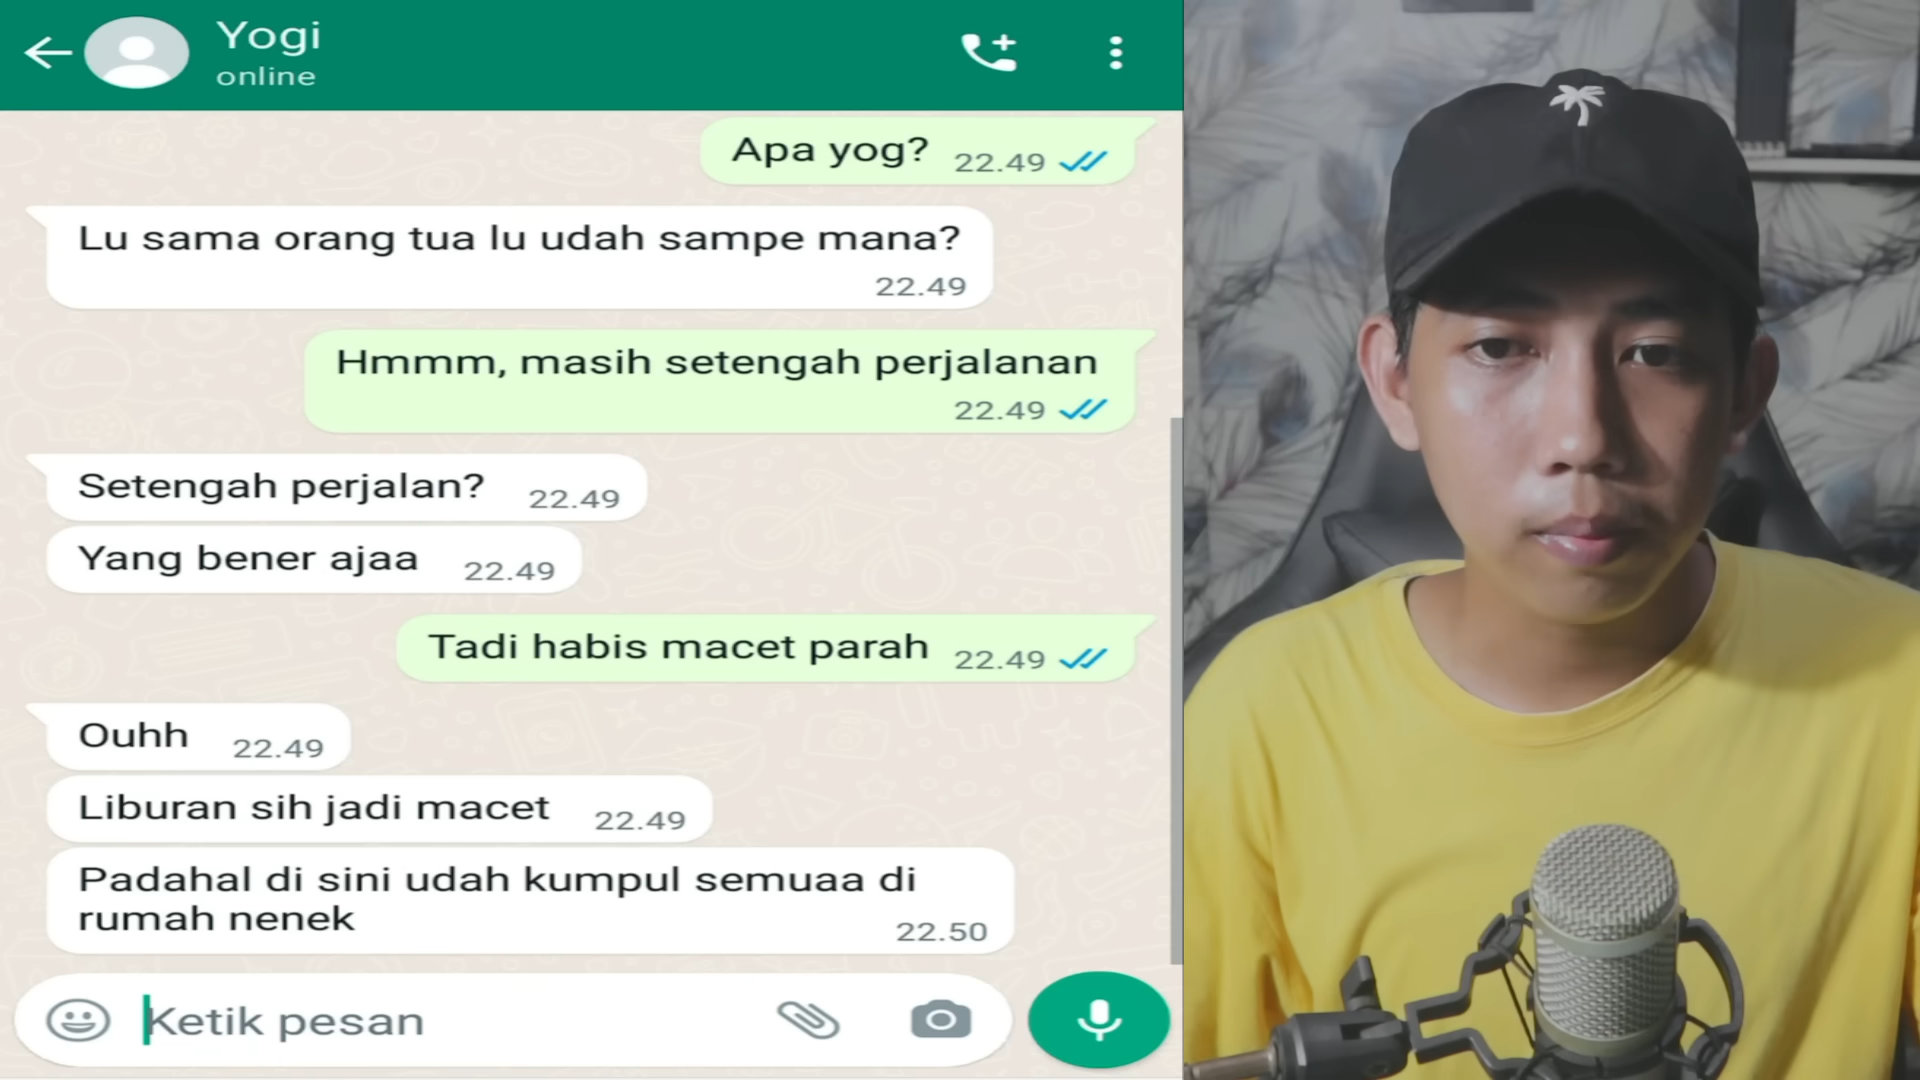 Yogi
online
Apa yog? 22.49
Lu sama orang tua lu udah sampe mana?
22.49
Hmmm, masih setengah perjalanan
22.49
Setengah perjalan? 22.49
Yang bener ajaa 22.49
Tadi habis macet parah 22.49
Ouhh 22.49
Liburan sih jadi macet 22.49
Padahal di sini udah kumpul semuaa di
rumah nenek 22.50
Ketik pesan